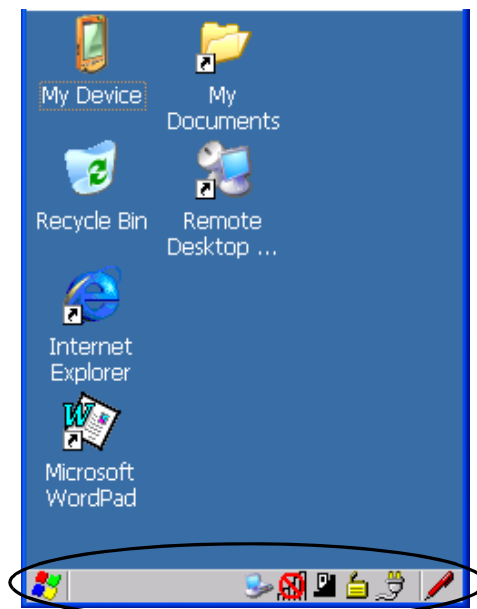 My Device
My
Documents
Recycle Bin
Remote
Desktop ...
Internet
Explorer
Microsoft
WordPad